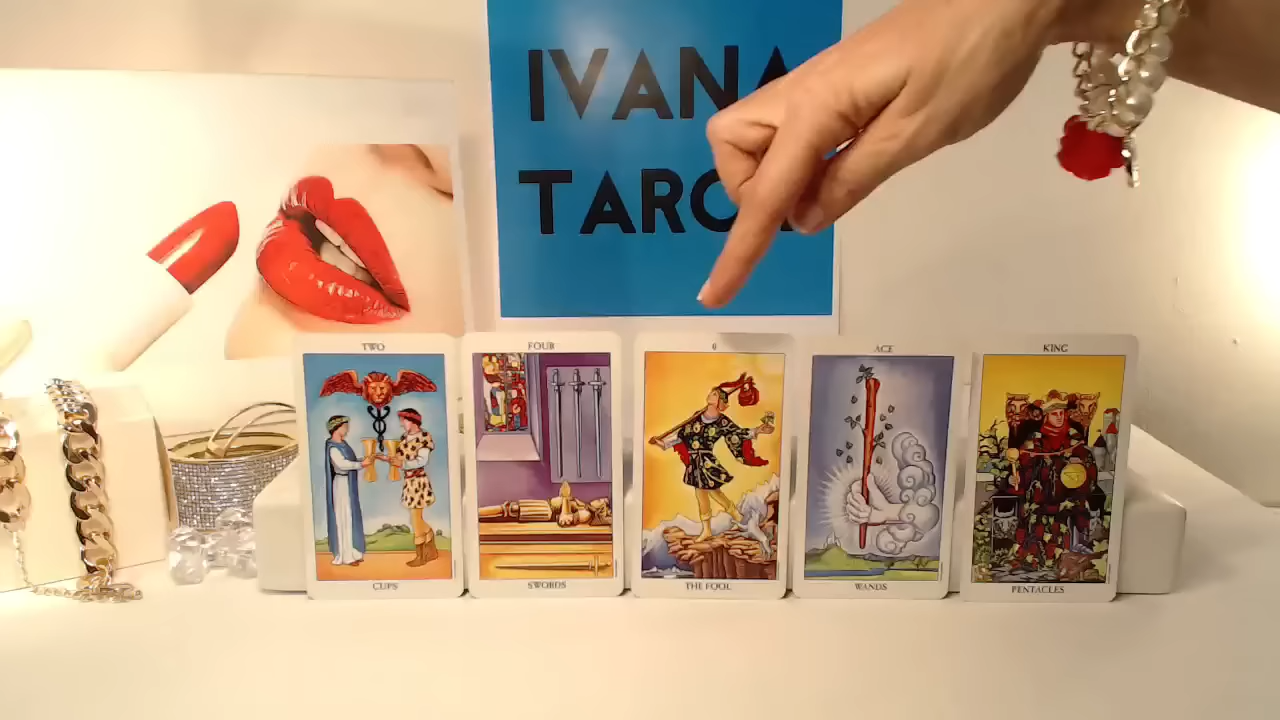 IVANA
TARO
TWO
FOUR
0
ACE
KING
CUPS
SWORDS
THE FOOL
WANDS
PENTACLES